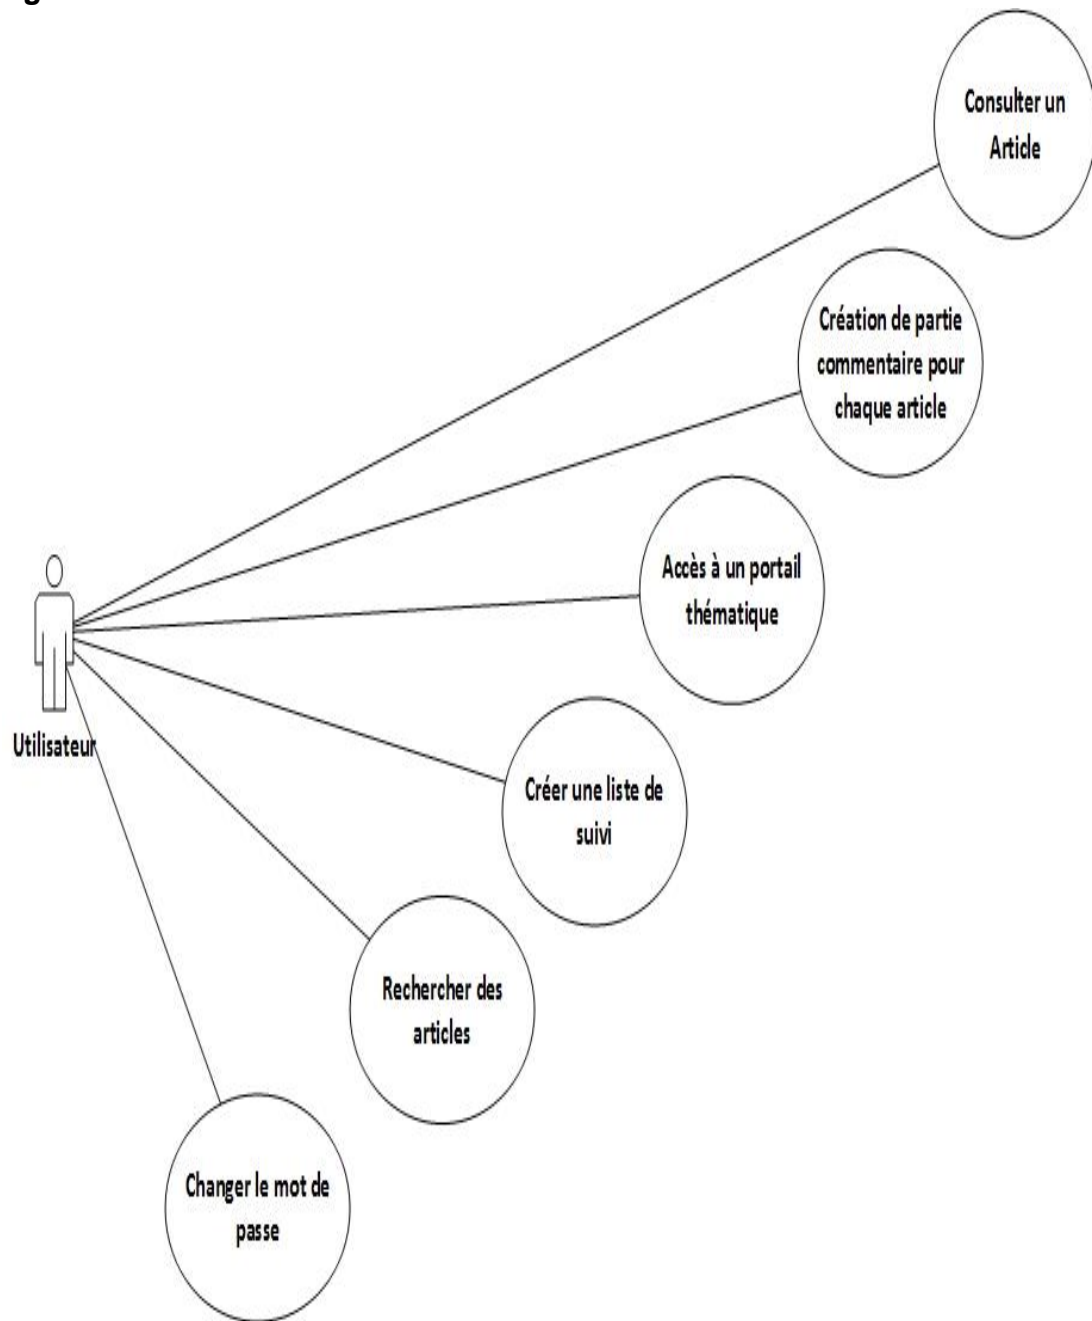 Consulter un
Article
Création de partie
commentaire pour
chaque article
Accès à un portail
thématique
Utilisateur
Créer une liste de
suivi
Rechercher des
articles
Changer le mot de
passe